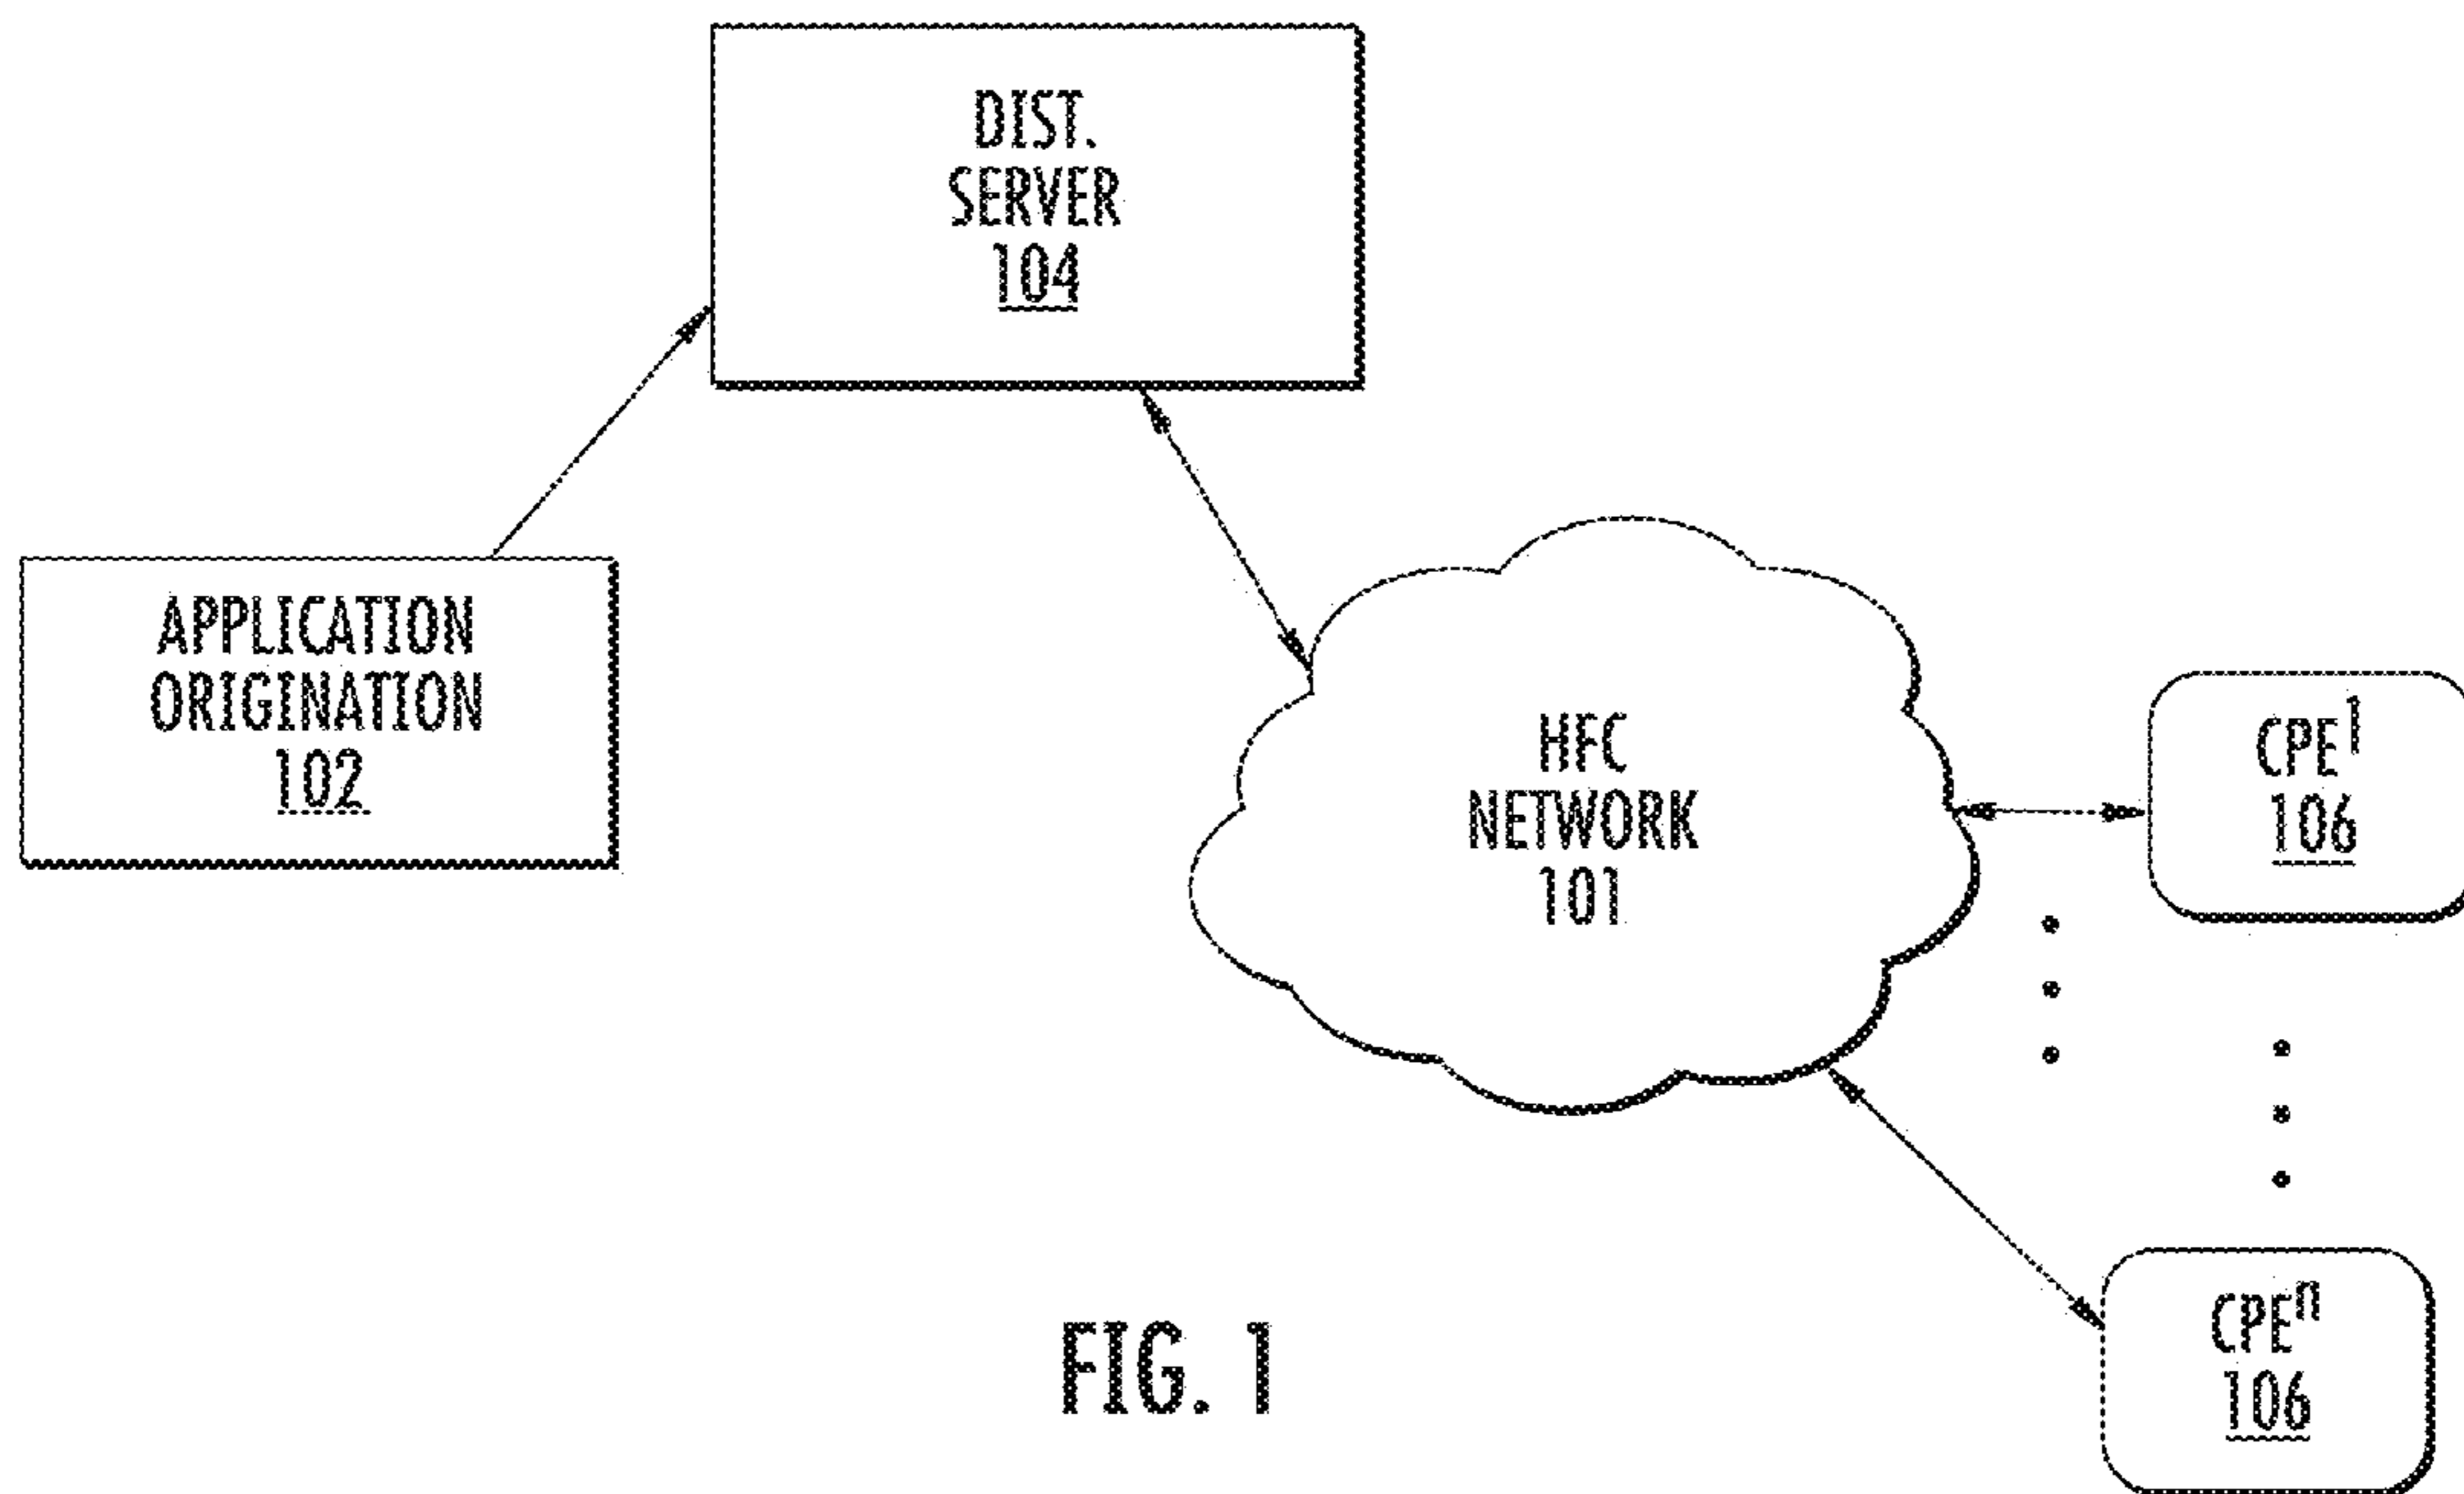 DIST.
SERVER
104
APPLICATION
ORIGINATION
102
HFC
NETWORK
101
CPE¹
106
CPEⁿ
106
FIG. 1